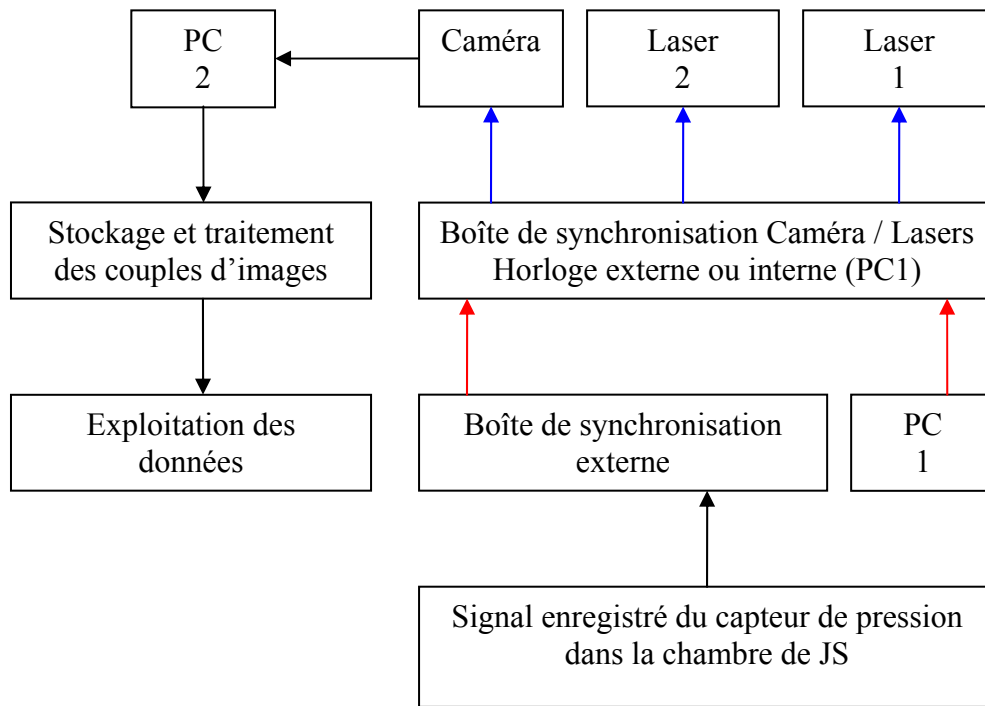 PC
2
Caméra
Laser
2
Laser
1
Stockage et traitement
des couples d’images
Boîte de synchronisation Caméra / Lasers
Horloge externe ou interne (PC1)
Exploitation des
données
Boîte de synchronisation
externe
PC
1
Signal enregistré du capteur de pression
dans la chambre de JS